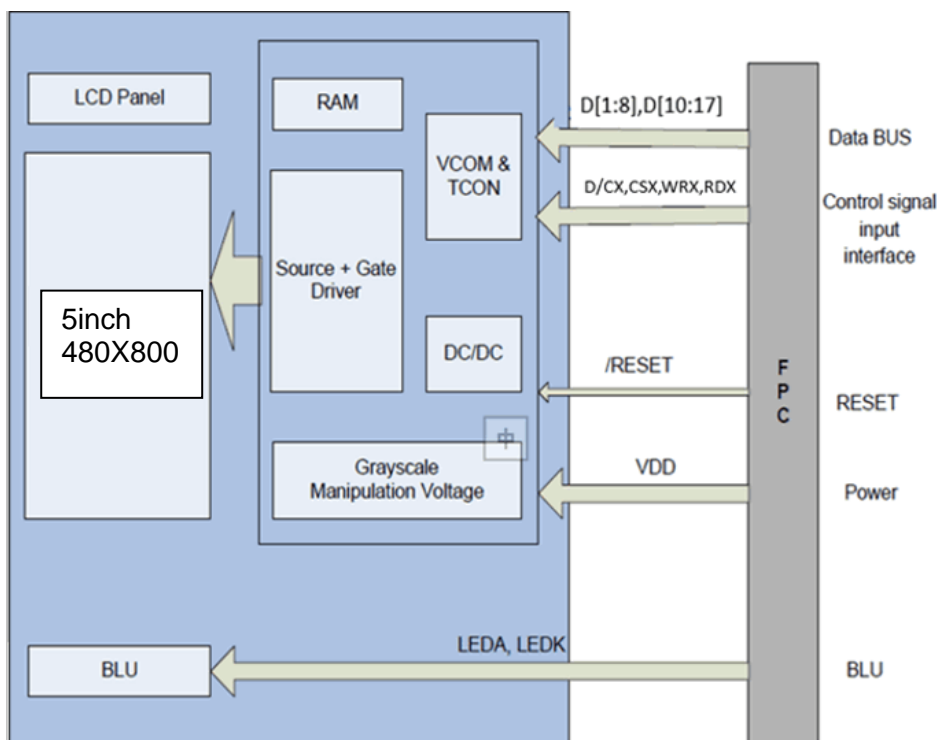 LCD Panel
RAM
D[1:8],D[10:17]
Data BUS
VCOM &
TCON
D/CX,CSX,WRX,RDX
Control signal
input
interface
Source + Gate
Driver
5inch
480X800
DC/DC
/RESET
F
P
C
RESET
中
Grayscale
Manipulation Voltage
VDD
Power
LEDA, LEDK
BLU
BLU